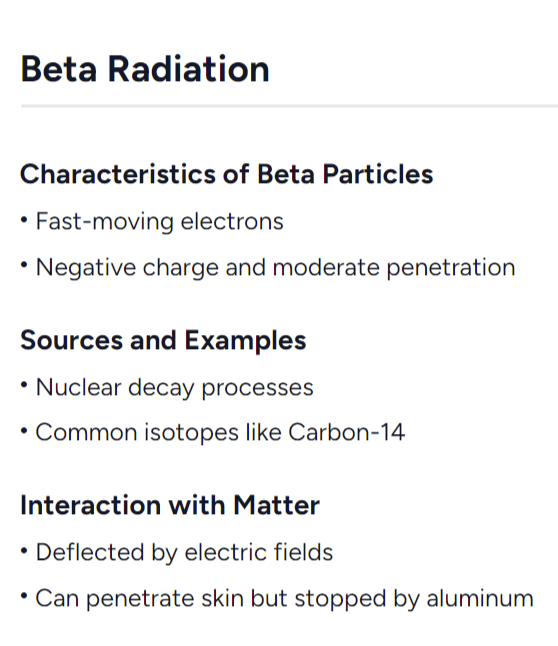 Beta Radiation
Characteristics of Beta Particles
• Fast-moving electrons
• Negative charge and moderate penetration
Sources and Examples
• Nuclear decay processes
• Common isotopes like Carbon-14
Interaction with Matter
• Deflected by electric fields
• Can penetrate skin but stopped by aluminum